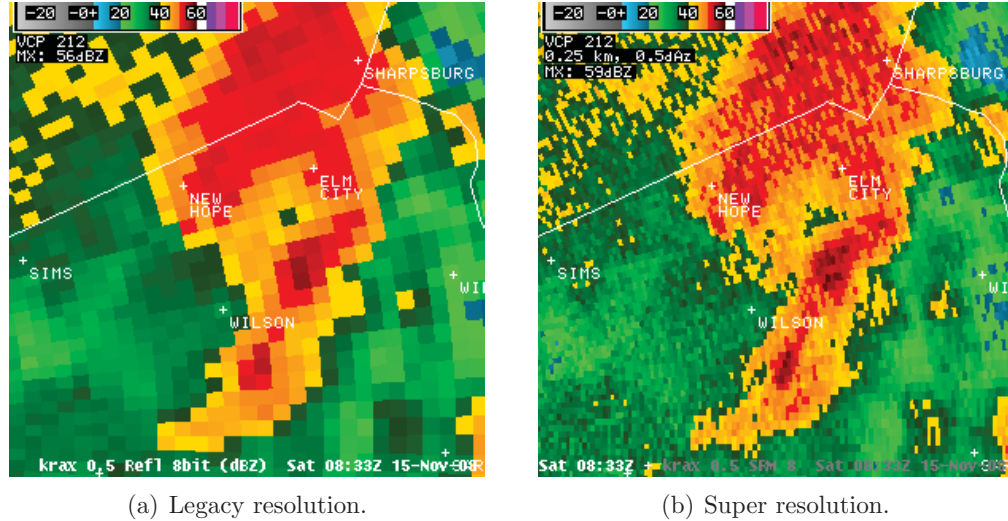 -20 -0+ 20 40 60
VCP 212
MX: 56dBZ
SHARPSBURG
NEW
HOPE
ELM
CITY
SIMS
WIL
WILSON
krax 0.5 Refl 8bit (dBZ) Sat 08:33Z 15-Nov-08
(a) Legacy resolution.
-20 -0+ 20 40 60
VCP 212
0.25 km, 0.5dAz
MX: 59dBZ
SHARPSBURG
NEW
HOPE
ELM
CITY
SIMS
WI
WILSON
Sat 08:33Z krax 0.5 SRM 8 Sat 08:33Z 15-Nov-08
(b) Super resolution.